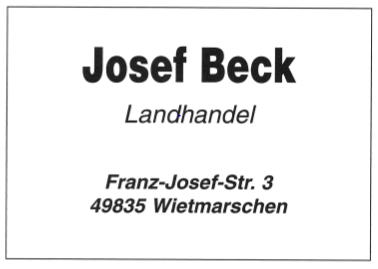 Josef Beck
Landhandel
Franz-Josef-Str. 3
49835 Wietmarschen